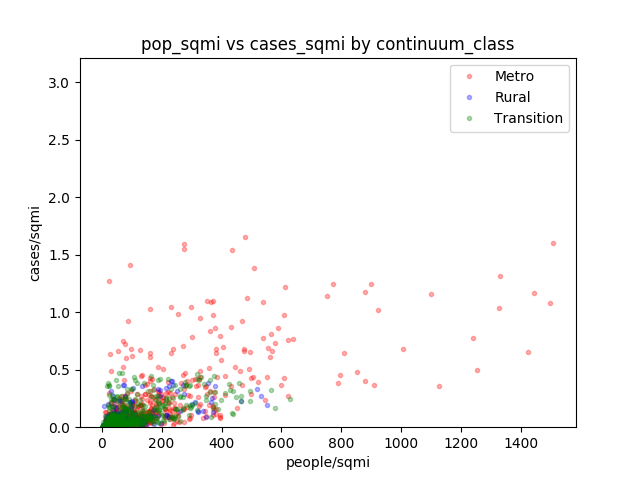 pop_sqmi vs cases_sqmi by continuum_class
3.0
2.5
2.0
1.5
1.0
0.5
0.0
cases/sqmi
Metro
Rural
Transition
0 200 400 600 800 1000 1200 1400
people/sqmi